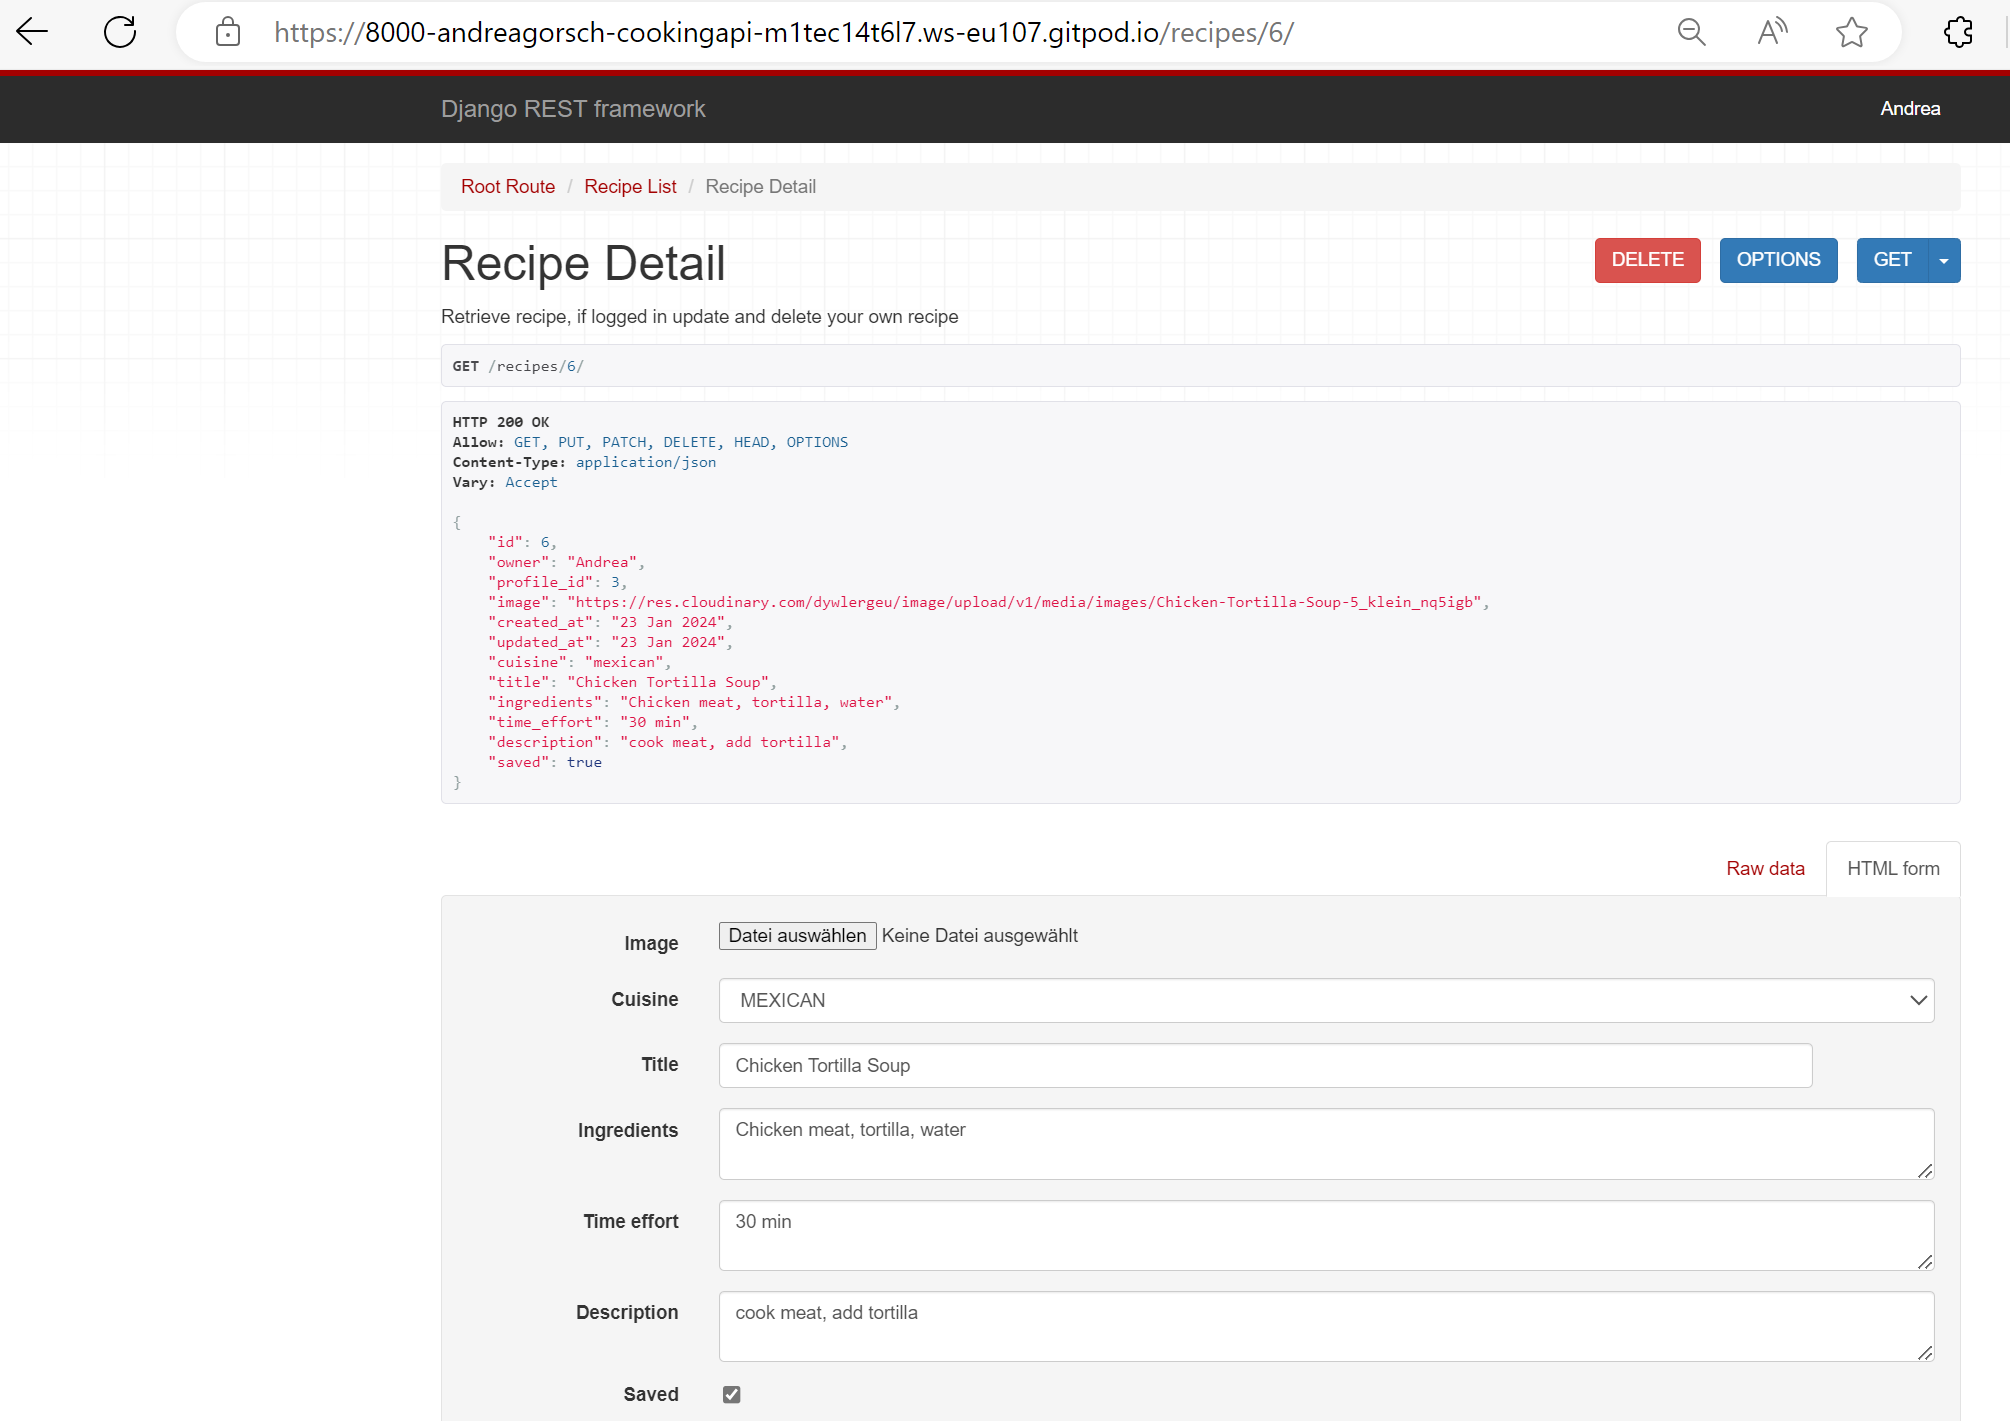 https://8000-andreagorsch-cookingapi-m1tec14t6l7.ws-eu107.gitpod.io/recipes/6/
Django REST framework
Andrea
Root Route / Recipe List / Recipe Detail
Recipe Detail
DELETE
OPTIONS
GET
Retrieve recipe, if logged in update and delete your own recipe
GET /recipes/6/
HTTP 200 OK
Allow: GET, PUT, PATCH, DELETE, HEAD, OPTIONS
Content-Type: application/json
Vary: Accept
{
    "id": 6,
    "owner": "Andrea",
    "profile_id": 3,
    "image": "https://res.cloudinary.com/dywlergeu/image/upload/v1/media/images/Chicken-Tortilla-Soup-5_klein_nq5igb",
    "created_at": "23 Jan 2024",
    "updated_at": "23 Jan 2024",
    "cuisine": "mexican",
    "title": "Chicken Tortilla Soup",
    "ingredients": "Chicken meat, tortilla, water",
    "time_effort": "30 min",
    "description": "cook meat, add tortilla",
    "saved": true
}
Raw data
HTML form
Image Datei auswählen Keine Datei ausgewählt
Cuisine MEXICAN
Title Chicken Tortilla Soup
Ingredients Chicken meat, tortilla, water
Time effort 30 min
Description cook meat, add tortilla
Saved